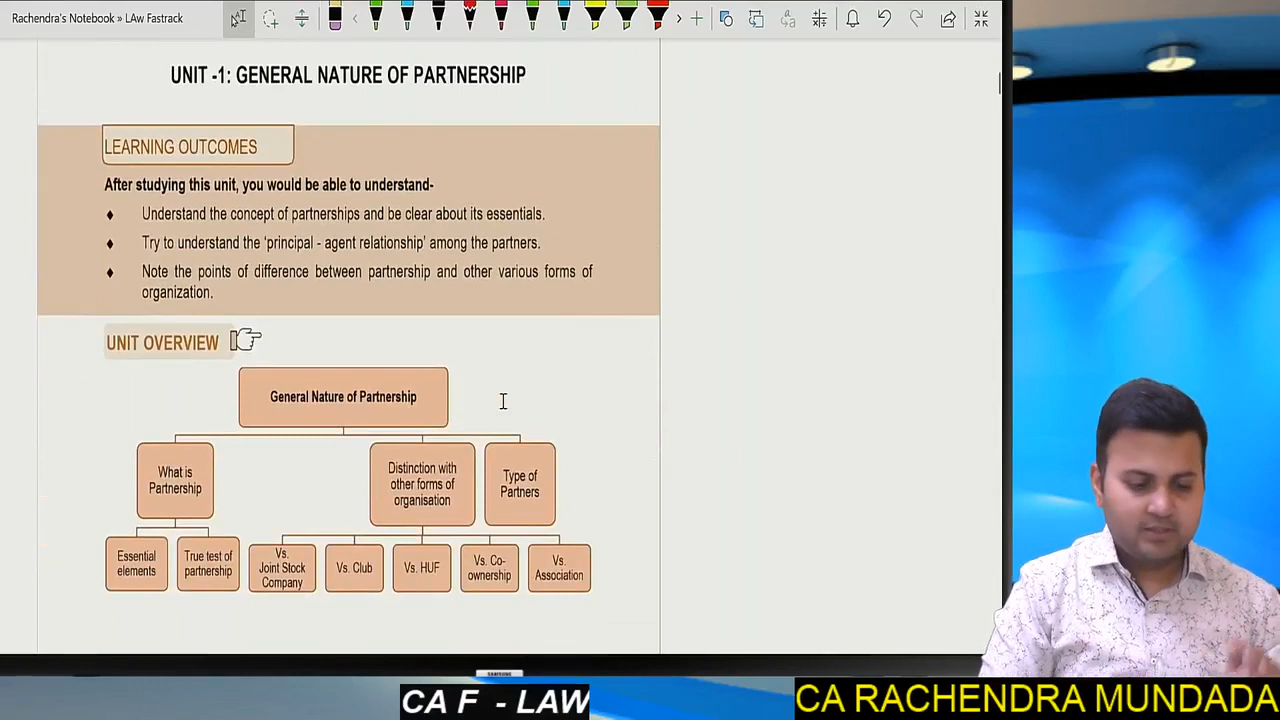 Rachendra's Notebook » LAw Fastrack
UNIT -1: GENERAL NATURE OF PARTNERSHIP
LEARNING OUTCOMES
After studying this unit, you would be able to understand-
♦ Understand the concept of partnerships and be clear about its essentials.
♦ Try to understand the ‘principal - agent relationship’ among the partners.
♦ Note the points of difference between partnership and other various forms of
organization.
UNIT OVERVIEW
General Nature of Partnership
What is
Partnership
Distinction with
other forms of
organisation
Type of
Partners
Essential
elements
True test of
partnership
Vs.
Joint Stock
Company
Vs. Club
Vs. HUF
Vs. Co-
ownership
Vs.
Association
SAMSUNG
CA F - LAW
CA RACHENDRA MUNDADA